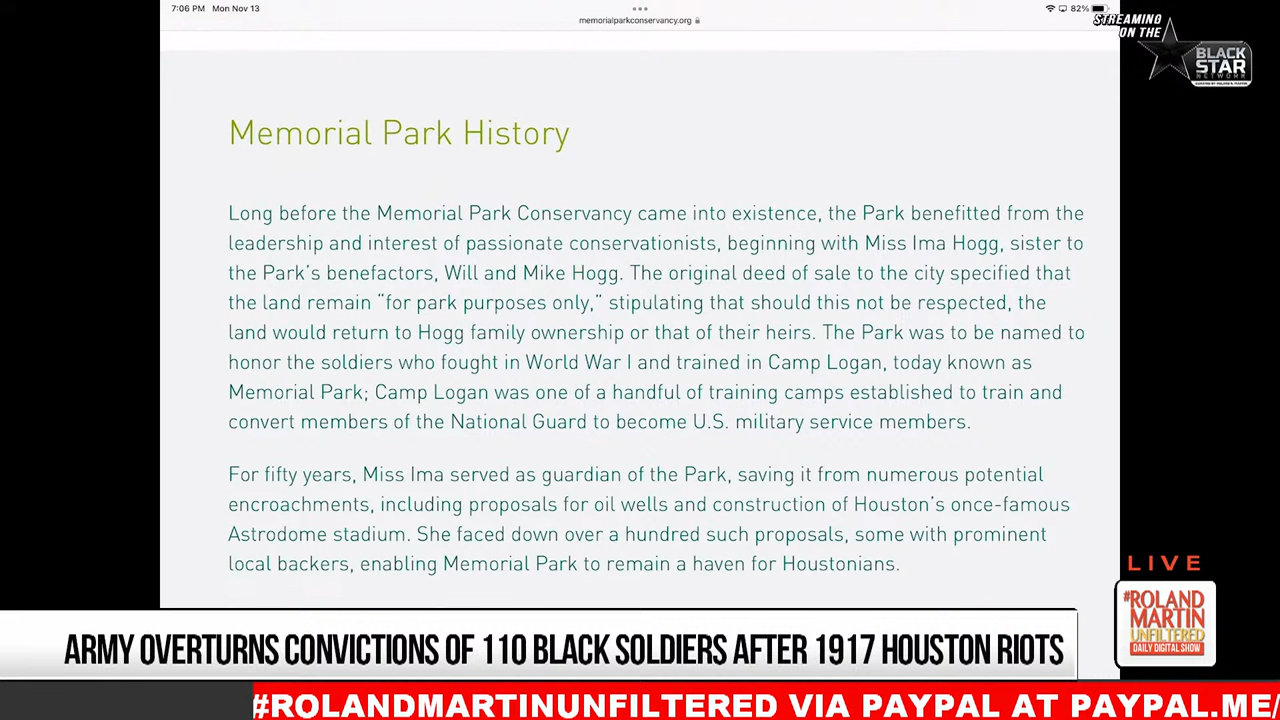 7:06 PM Mon Nov 13
memorialparkconservancy.org
82%
STREAMING
ON THE
BLACK
STAR
NETWORK
Memorial Park History
Long before the Memorial Park Conservancy came into existence, the Park benefitted from the
leadership and interest of passionate conservationists, beginning with Miss Ima Hogg, sister to
the Park's benefactors, Will and Mike Hogg. The original deed of sale to the city specified that
the land remain “for park purposes only,” stipulating that should this not be respected, the
land would return to Hogg family ownership or that of their heirs. The Park was to be named to
honor the soldiers who fought in World War I and trained in Camp Logan, today known as
Memorial Park; Camp Logan was one of a handful of training camps established to train and
convert members of the National Guard to become U.S. military service members.
For fifty years, Miss Ima served as guardian of the Park, saving it from numerous potential
encroachments, including proposals for oil wells and construction of Houston's once-famous
Astrodome stadium. She faced down over a hundred such proposals, some with prominent
local backers, enabling Memorial Park to remain a haven for Houstonians.
LIVE
#ROLAND
MARTIN
UNFILTERED
DAILY DIGITAL SHOW
ARMY OVERTURNS CONVICTIONS OF 110 BLACK SOLDIERS AFTER 1917 HOUSTON RIOTS
#ROLANDMARTINUNFILTERED VIA PAYPAL AT PAYPAL.ME/